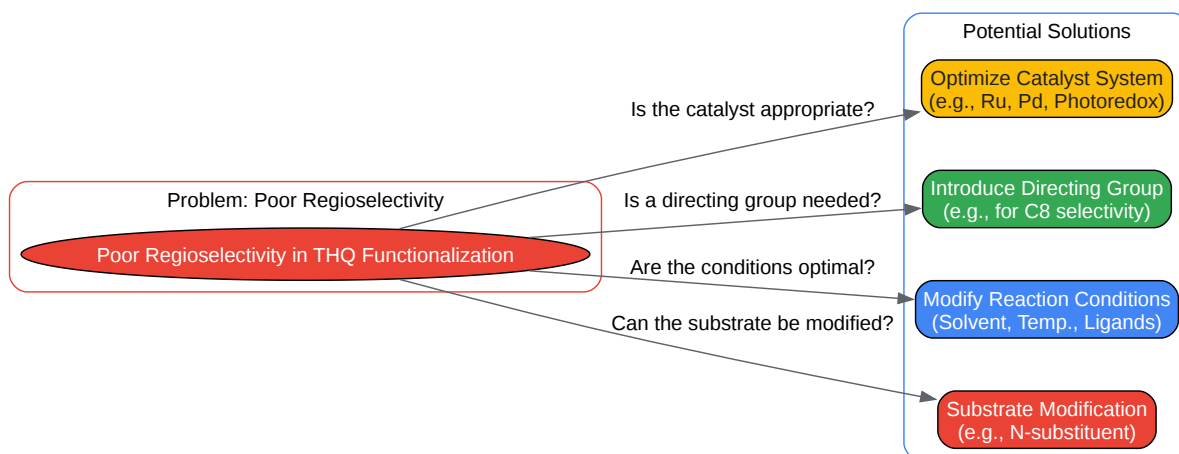 Potential Solutions
Optimize Catalyst System
(e.g., Ru, Pd, Photoredox)
Is the catalyst appropriate?
Problem: Poor Regioselectivity
Is a directing group needed?
Introduce Directing Group
(e.g., for C8 selectivity)
Poor Regioselectivity in THQ Functionalization
Are the conditions optimal?
Modify Reaction Conditions
(Solvent, Temp., Ligands)
Can the substrate be modified?
Substrate Modification
(e.g., N-substituent)